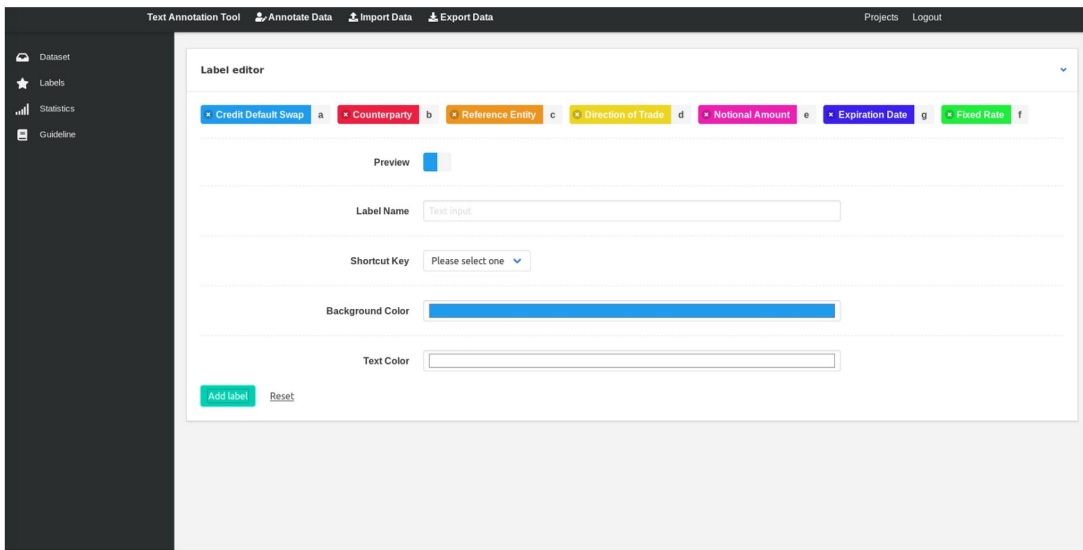 Text Annotation Tool Annotate Data Import Data Export Data Projects Logout
Dataset
Labels
Statistics
Guideline
Label editor
Credit Default Swap a Counterparty b Reference Entity c Direction of Trade d Notional Amount e Expiration Date g Fixed Rate f
Preview
Label Name Text input
Shortcut Key Please select one
Background Color
Text Color
Add label Reset